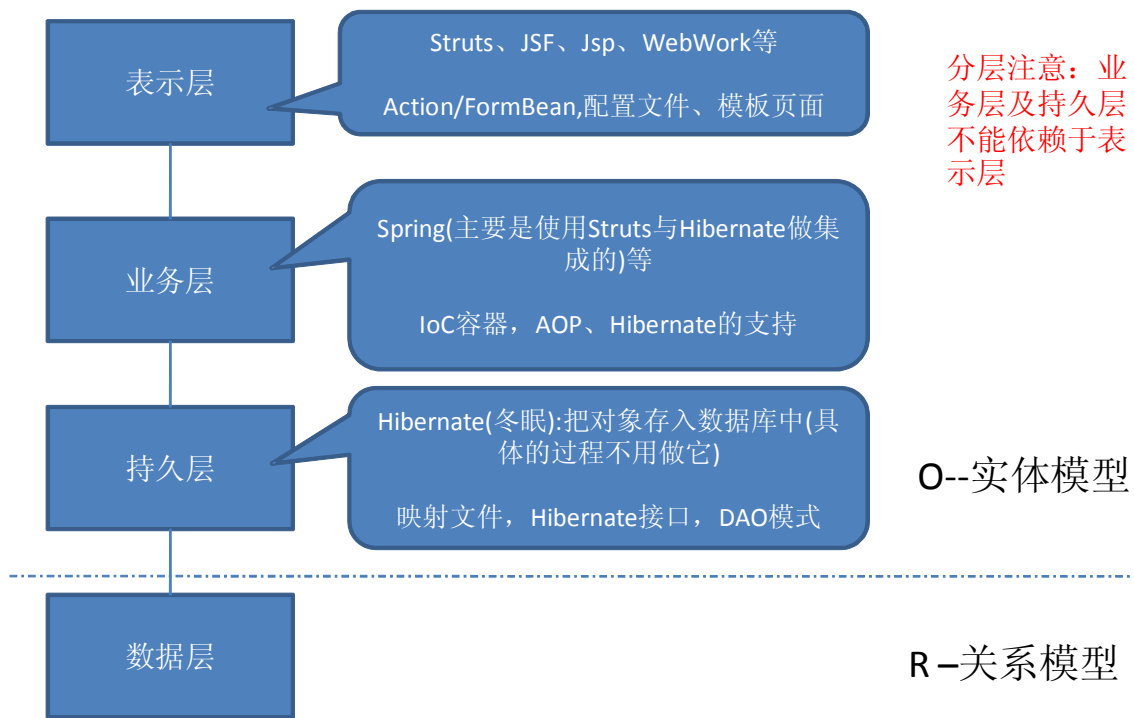 表示层
Struts、JSF、Jsp、WebWork等
Action/FormBean,配置文件、模板页面
分层注意：业
务层及持久层
不能依赖于表
示层
业务层
Spring(主要是使用Struts与Hibernate做集
成的)等
IoC容器，AOP、Hibernate的支持
持久层
Hibernate(冬眠):把对象存入数据库中(具
体的过程不用做它)
映射文件，Hibernate接口，DAO模式
O--实体模型
数据层
R –关系模型